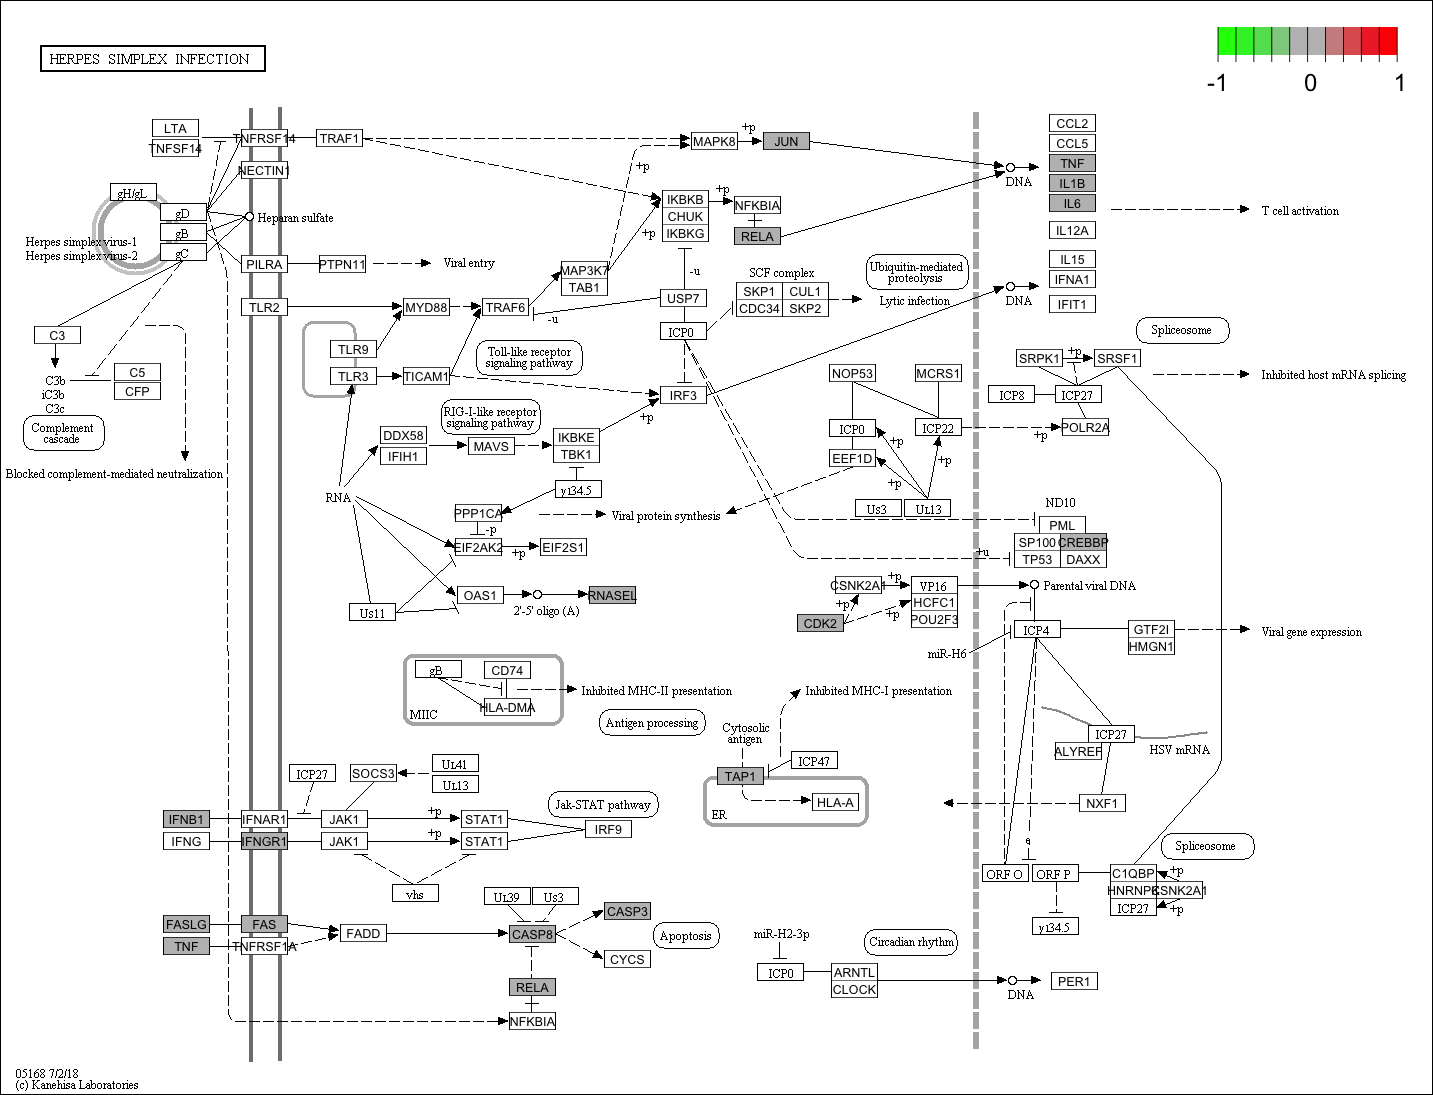 HERPES SIMPLEX INFECTION
-1 0 1
LTA
TNFSF14
TNFRSF14
TRAF1
NECTIN1
gH/gL
gD
gB
gC
Heparan sulfate
Herpes simplex virus-1
Herpes simplex virus-2
PILRA
PTPN11
Viral entry
TLR2
MYD88
TRAF6
MAP3K7
TAB1
+p
MAPK8
+p
JUN
IKBKB
CHUK
IKBKG
+p
+p
NFKBIA
RELA
-u
USP7
-u
ICP0
SCF complex
SKP1
CUL1
CDC34
SKP2
Ubiquitin-mediated
proteolysis
Lytic infection
DNA
DNA
CCL2
CCL5
TNF
IL1B
IL6
IL12A
IL15
IFNA1
IFIT1
T cell activation
C3
C3b
iC3b
C3c
C5
CFP
Complement
cascade
Blocked complement-mediated neutralization
TLR9
TLR3
TICAM1
Toll-like receptor
signaling pathway
IRF3
RIG-I-like receptor
signaling pathway
DDX58
IFIH1
MAVS
IKBKE
TBK1
+p
γ134.5
RNA
PPP1CA
-p
Viral protein synthesis
EIF2AK2
+p
EIF2S1
OAS1
2'-5' oligo (A)
RNASEL
Us11
NOP53
MCRS1
ICP0
ICP22
+p
+p
+p
EEF1D
Us3
UL13
+p
POLR2A
Spliceosome
SRPK1
+p
SRSF1
ICP8
ICP27
Inhibited host mRNA splicing
ND10
PML
SP100
CREBBP
TP53
DAXX
+u
CSNK2A1
+p
+p
+p
CDK2
VP16
HCFC1
POU2F3
Parental viral DNA
miR-H6
ICP4
GTF2I
HMGN1
Viral gene expression
gB
CD74
HLA-DMA
MIIC
Inhibited MHC-II presentation
Antigen processing
Inhibited MHC-I presentation
Cytosolic
antigen
TAP1
ICP47
HLA-A
ER
ICP27
ALYREF
HSV mRNA
NXF1
ICP27
SOCS3
UL41
UL13
IFNB1
IFNAR1
JAK1
+p
STAT1
IFNG
IFNGR1
JAK1
+p
STAT1
IRF9
Jak-STAT pathway
vhs
UL39
Us3
FASLG
FAS
TNF
TNFRSF1A
FADD
CASP8
CASP3
CYCS
Apoptosis
RELA
NFKBIA
e
ORF O
ORF P
γ134.5
Spliceosome
C1QBP
+p
CSNK2A1
ICP27
+p
miR-H2-3p
ICP0
ARNTL
CLOCK
Circadian rhythm
DNA
PER1
05168 7/2/18
(c) Kanehisa Laboratories